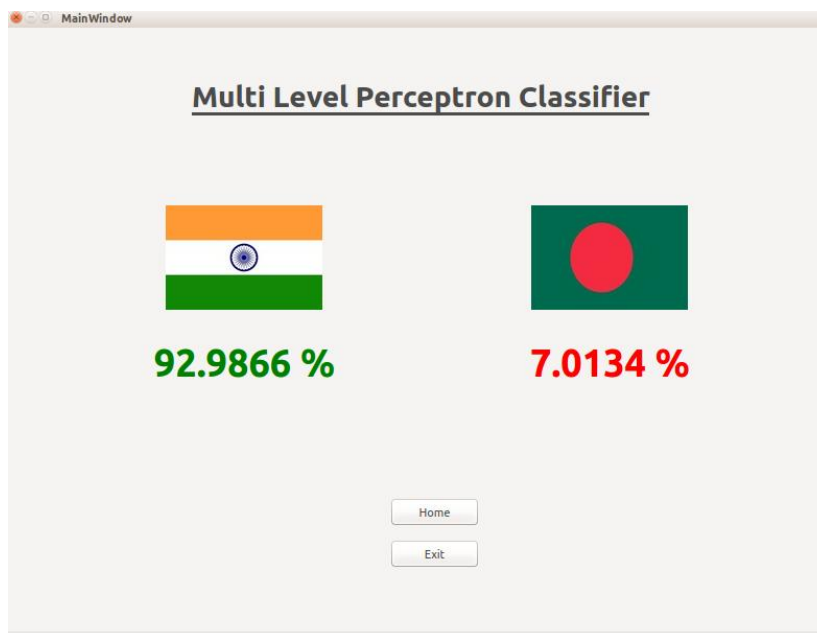 MainWindow
Multi Level Perceptron Classifier
92.9866 %
7.0134 %
Home
Exit